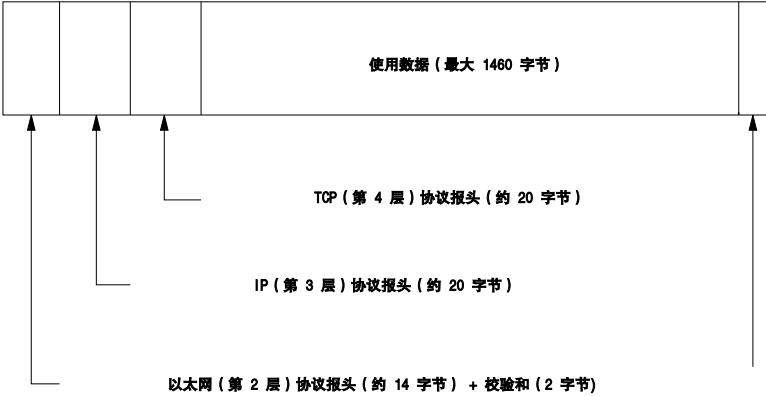 使用数据（最大 1460 字节）
TCP（第 4 层）协议报头（约 20 字节）
IP（第 3 层）协议报头（约 20 字节）
以太网（第 2 层）协议报头（约 14 字节） + 校验和（2 字节)